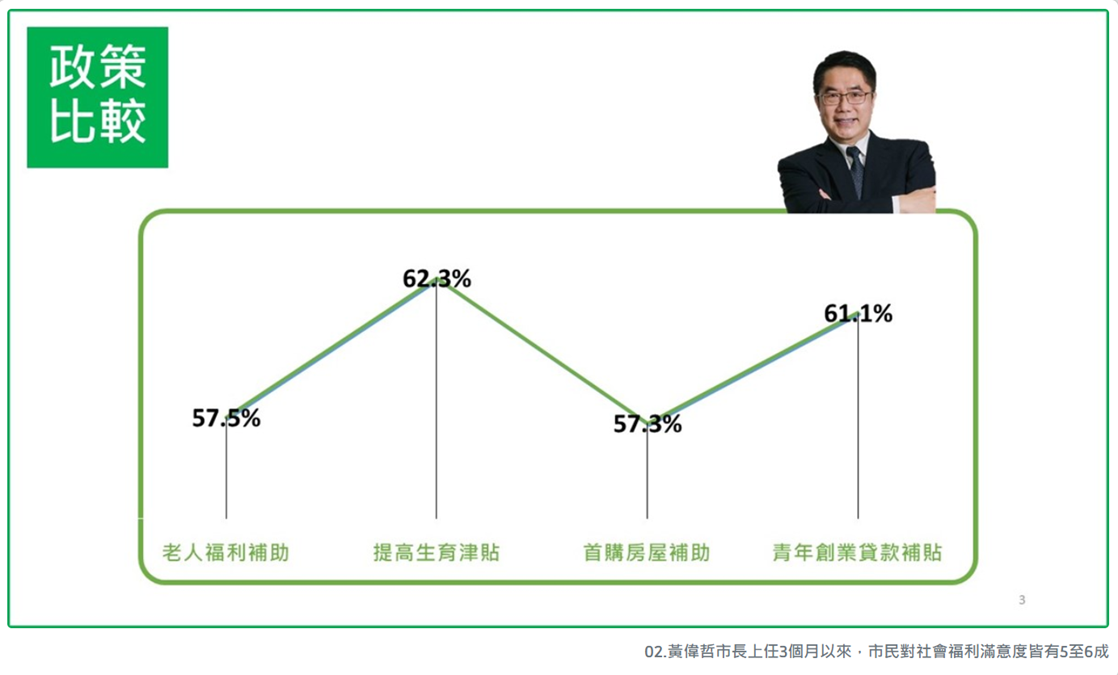 政策
比較
62.3%
61.1%
57.5%
57.3%
老人福利補助 提高生育津貼 首購房屋補助 青年創業貸款補貼
3
02.黃偉哲市長上任3個月以來，市民對社會福利滿意度皆有5至6成